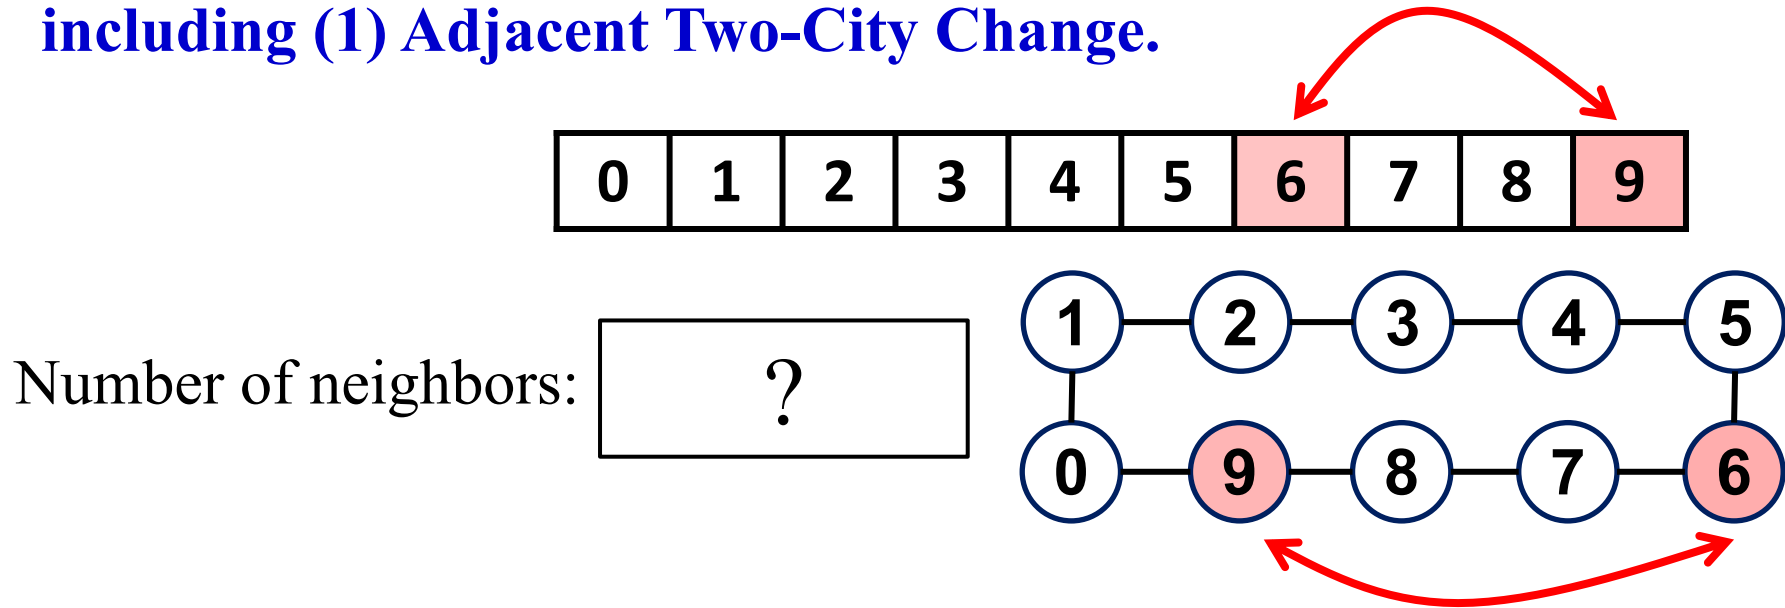 including (1) Adjacent Two-City Change.
0 1 2 3 4 5 6 7 8 9
1 2 3 4 5
Number of neighbors: ?
0 9 8 7 6